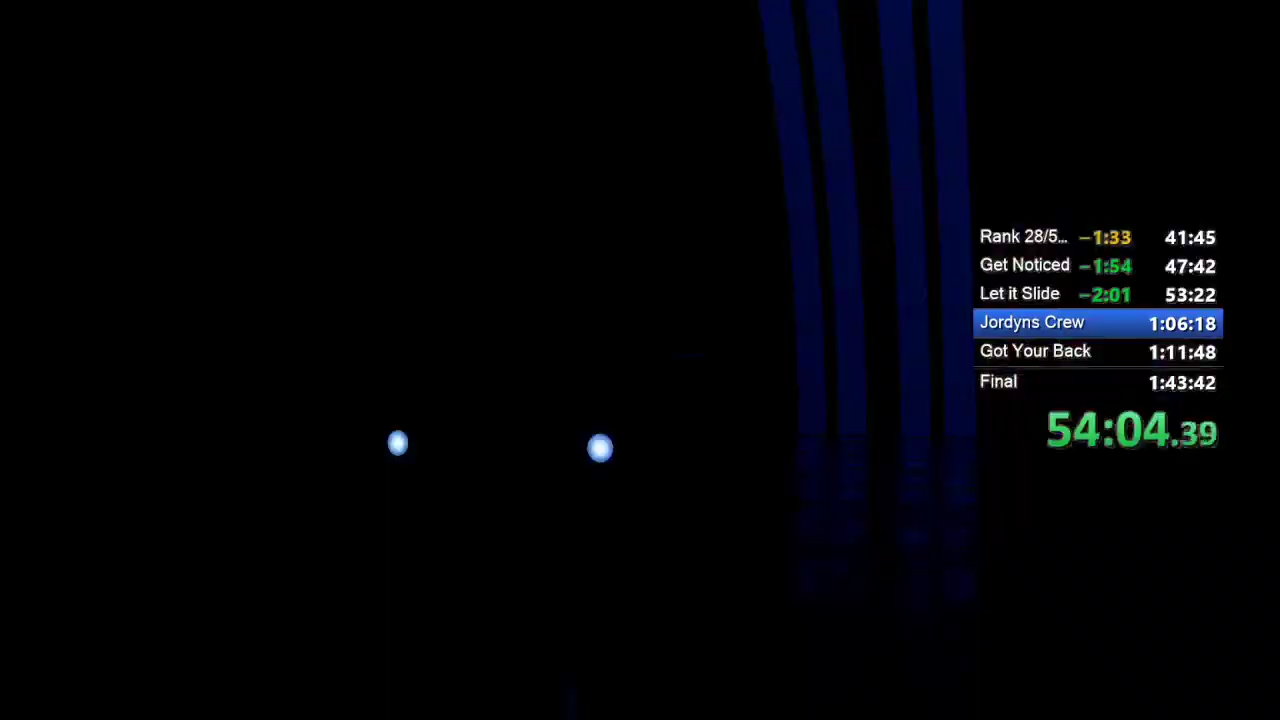 Rank 28/5... −1:33 41:45
Get Noticed −1:54 47:42
Let it Slide −2:01 53:22
Jordyns Crew 1:06:18
Got Your Back 1:11:48
Final 1:43:42
54:04.39